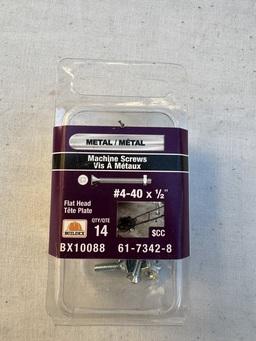 METAL / MÉTAL
Machine Screws
Vis À Métaux
#4-40 x ½"
Flat Head
Tête Plate
QTY/QTÉ
14
$CC
BUILDEX
BX10088 61-7342-8